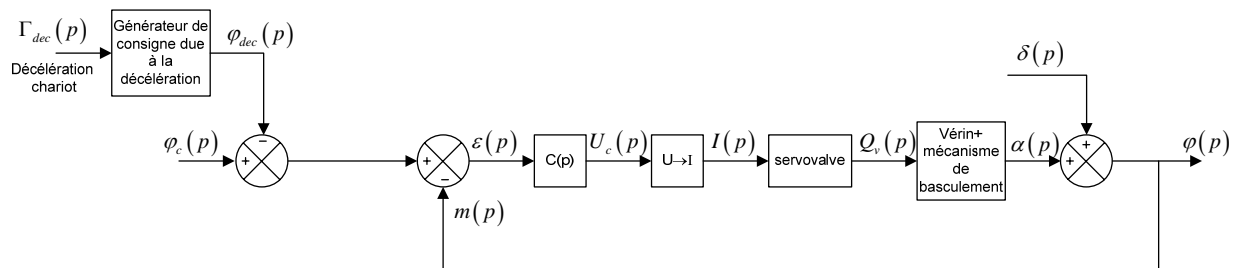 Γdec(p)
Décélération
chariot
Générateur de
consigne due
à la
décélération
φdec(p)
δ(p)
φc(p)
+
−
+
−
ε(p)
C(p)
Uc(p)
U→I
I(p)
servovalve
Qv(p)
Vérin+
mécanisme
de
basculement
α(p)
+
+
φ(p)
m(p)